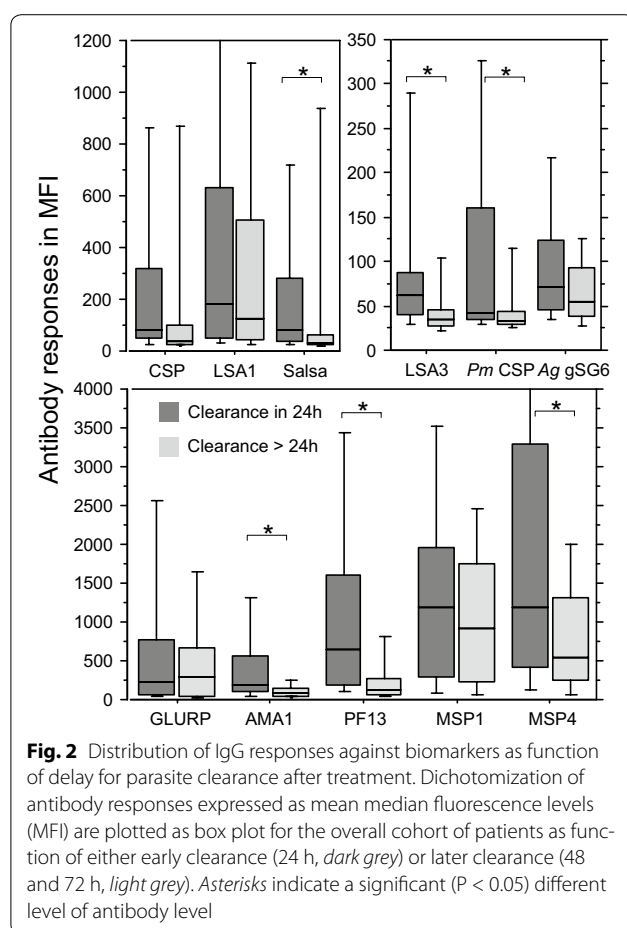 Antibody responses in MFI
1200
1000
800
600
400
200
0
*
CSP LSA1 Salsa
350
300
250
200
150
100
50
0
* *
LSA3 Pm CSP Ag gSG6
4000
3500
3000
2500
2000
1500
1000
500
0
Clearance in 24h
Clearance > 24h
* * *
GLURP AMA1 PF13 MSP1 MSP4
Fig. 2 Distribution of IgG responses against biomarkers as function
of delay for parasite clearance after treatment. Dichotomization of
antibody responses expressed as mean median fluorescence levels
(MFI) are plotted as box plot for the overall cohort of patients as func-
tion of either early clearance (24 h, dark grey) or later clearance (48
and 72 h, light grey). Asterisks indicate a significant (P < 0.05) different
level of antibody level